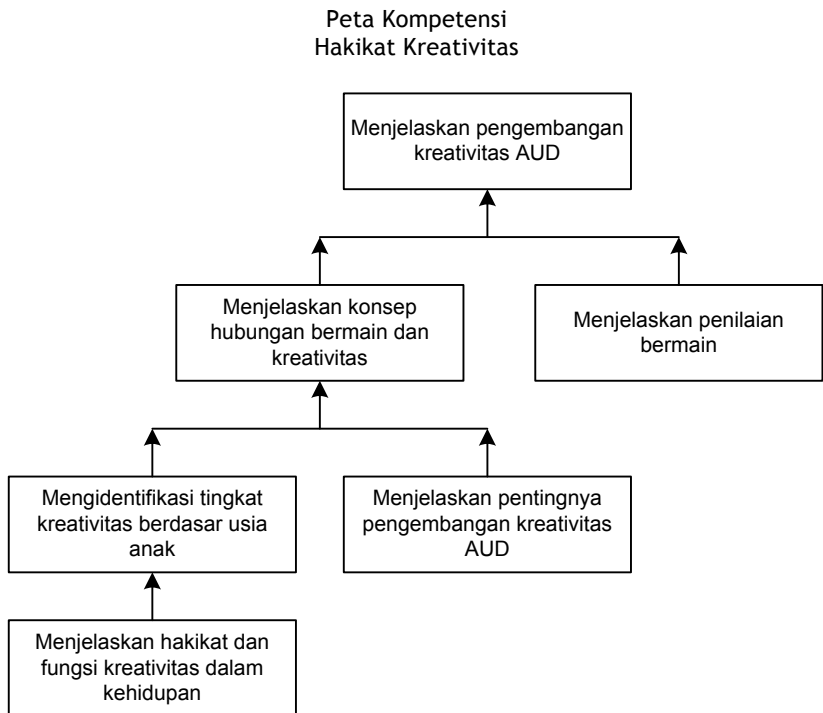 Peta Kompetensi
Hakikat Kreativitas
Menjelaskan pengembangan
kreativitas AUD
Menjelaskan konsep
hubungan bermain dan
kreativitas
Menjelaskan penilaian
bermain
Mengidentifikasi tingkat
kreativitas berdasar usia
anak
Menjelaskan pentingnya
pengembangan kreativitas
AUD
Menjelaskan hakikat dan
fungsi kreativitas dalam
kehidupan